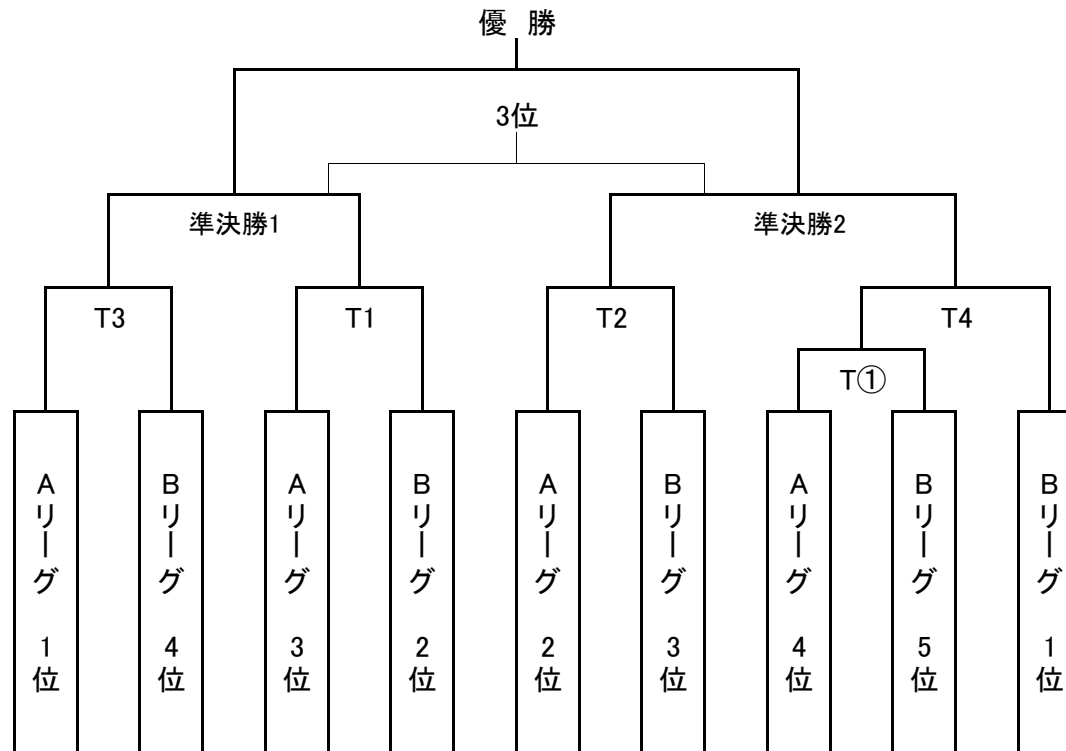 優 勝
3位
準決勝1
準決勝2
T3
T1
T2
T4
T①
Aリーグ 1位
Bリーグ 4位
Aリーグ 3位
Bリーグ 2位
Aリーグ 2位
Bリーグ 3位
Aリーグ 4位
Bリーグ 5位
Bリーグ 1位